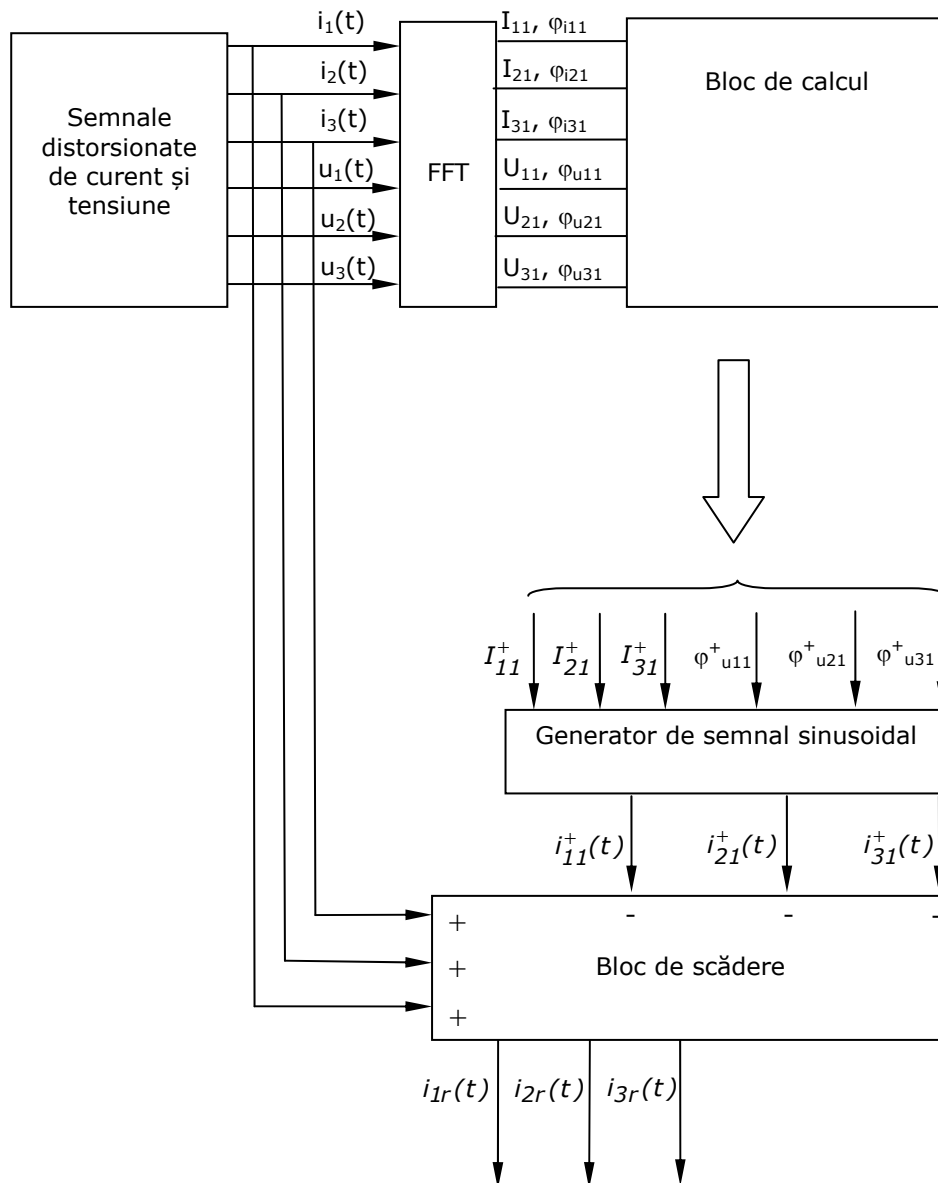 Semnale
distorsionate
de curent și
tensiune
i1(t)
i2(t)
i3(t)
u1(t)
u2(t)
u3(t)
FFT
I11, φi11
I21, φi21
I31, φi31
U11, φu11
U21, φu21
U31, φu31
Bloc de calcul
I+11 I+21 I+31 φ+u11 φ+u21 φ+u31
Generator de semnal sinusoidal
i+11(t) i+21(t) i+31(t)
+ - - -
+
+
Bloc de scădere
i1r(t) i2r(t) i3r(t)